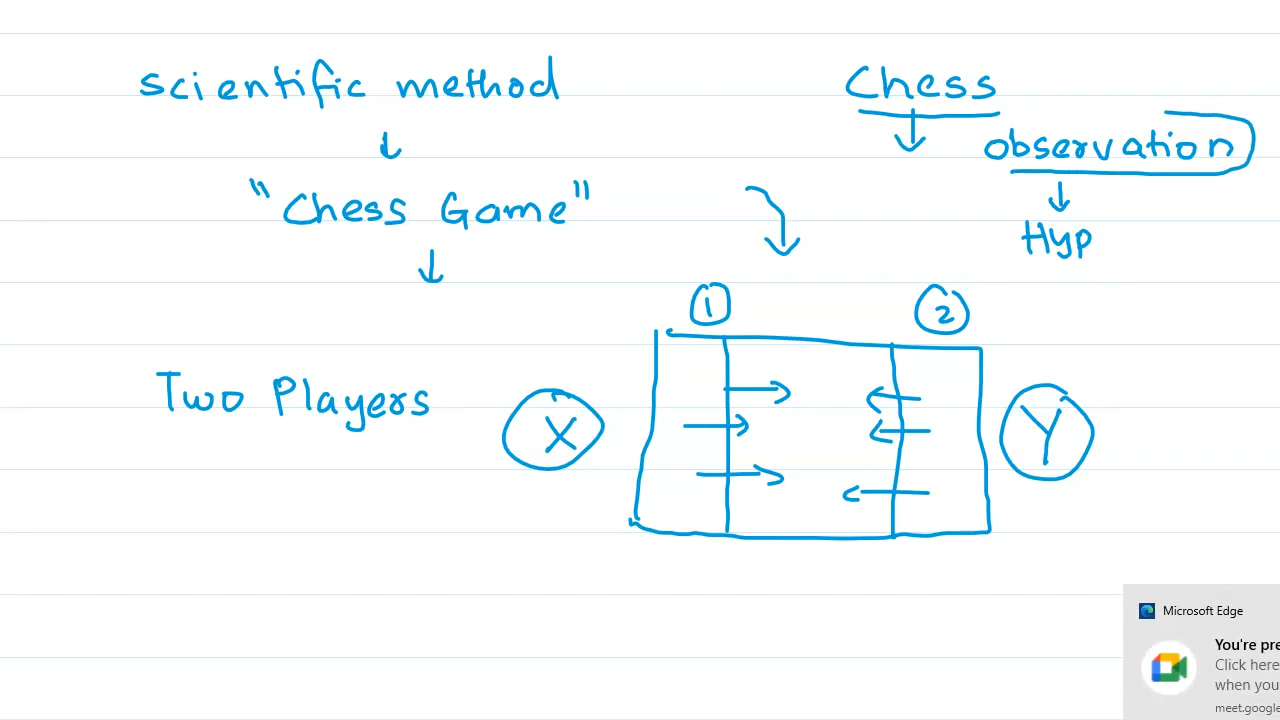 scientific method
↓
"Chess Game"
↓
Two Players
Chess
↓
observation
↓
Hyp
1
2
X
Y
Microsoft Edge
You're pre
Click here
when you
meet.google